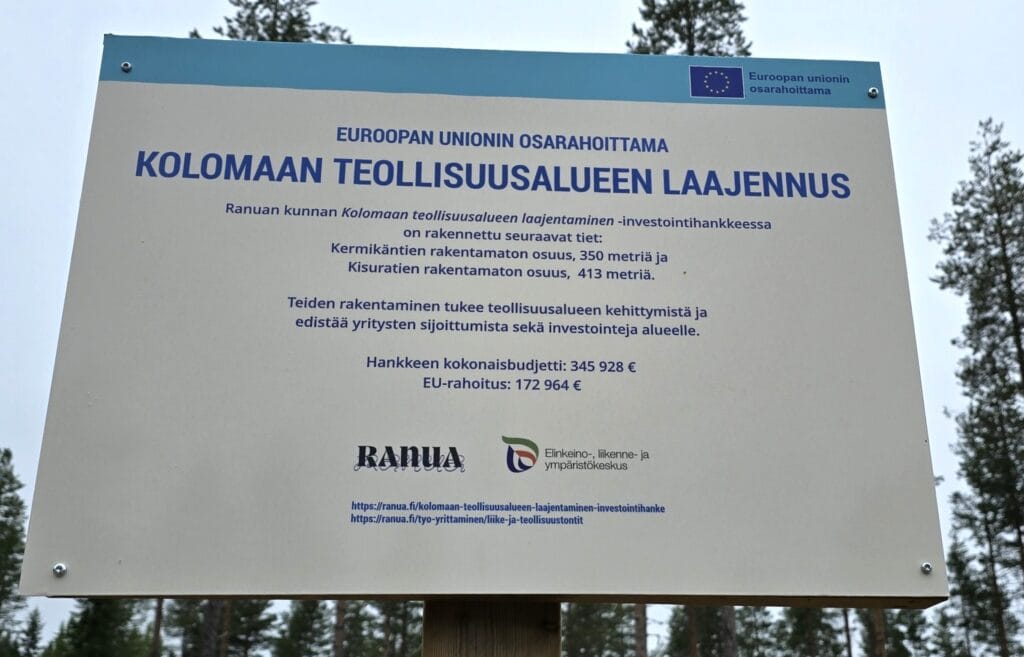 Euroopan unionin
osarahoittama
EUROOPAN UNIONIN OSARAHOITTAMA
KOLOMAAN TEOLLISUUSALUEEN LAAJENNUS
Ranuan kunnan Kolomaan teollisuusalueen laajentaminen -investointihankkeessa
on rakennettu seuraavat tiet:
Kermikäntien rakentamaton osuus, 350 metriä ja
Kisuratien rakentamaton osuus, 413 metriä.
Teiden rakentaminen tukee teollisuusalueen kehittymistä ja
edistää yritysten sijoittumista sekä investointeja alueelle.
Hankkeen kokonaisbudjetti: 345 928 €
EU-rahoitus: 172 964 €
RANUA
Elinkeino-, liikenne- ja
ympäristökeskus
https://ranua.fi/kolomaan-teollisuusalueen-laajentaminen-investointihanke
https://ranua.fi/tyo-yrittaminen/liike-ja-teollisuustontit